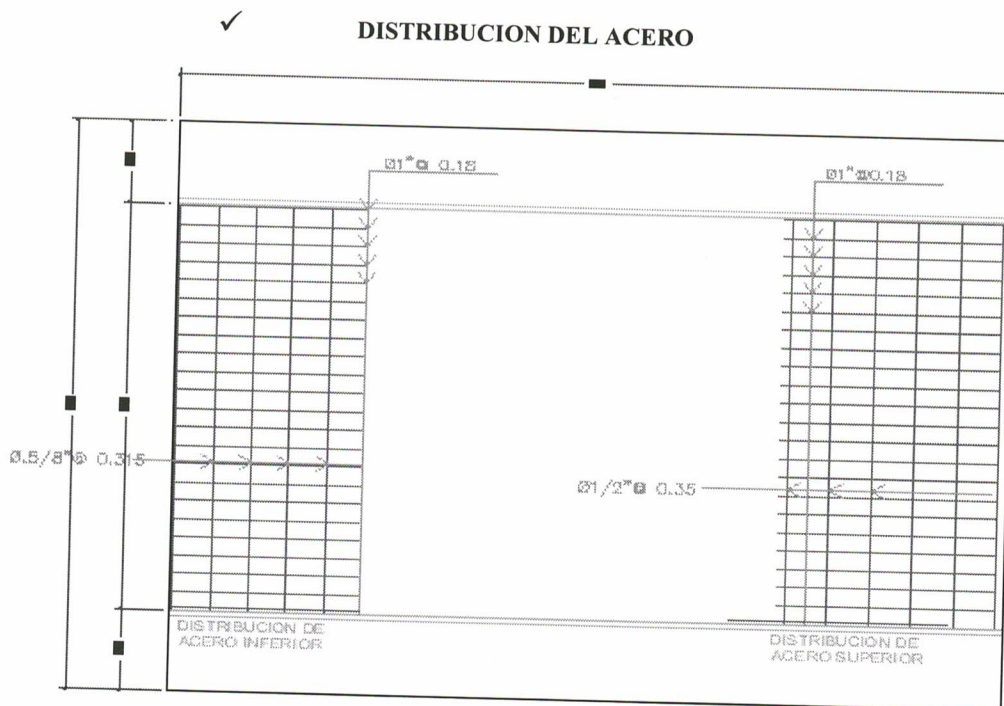 ✓ DISTRIBUCION DEL ACERO
Ø1"@ 0.18
Ø1"@0.18
Ø.5/8"@ 0.315
Ø1/2"@ 0.35
DISTRIBUCION DE
ACERO INFERIOR
DISTRIBUCION DE
ACERO SUPERIOR